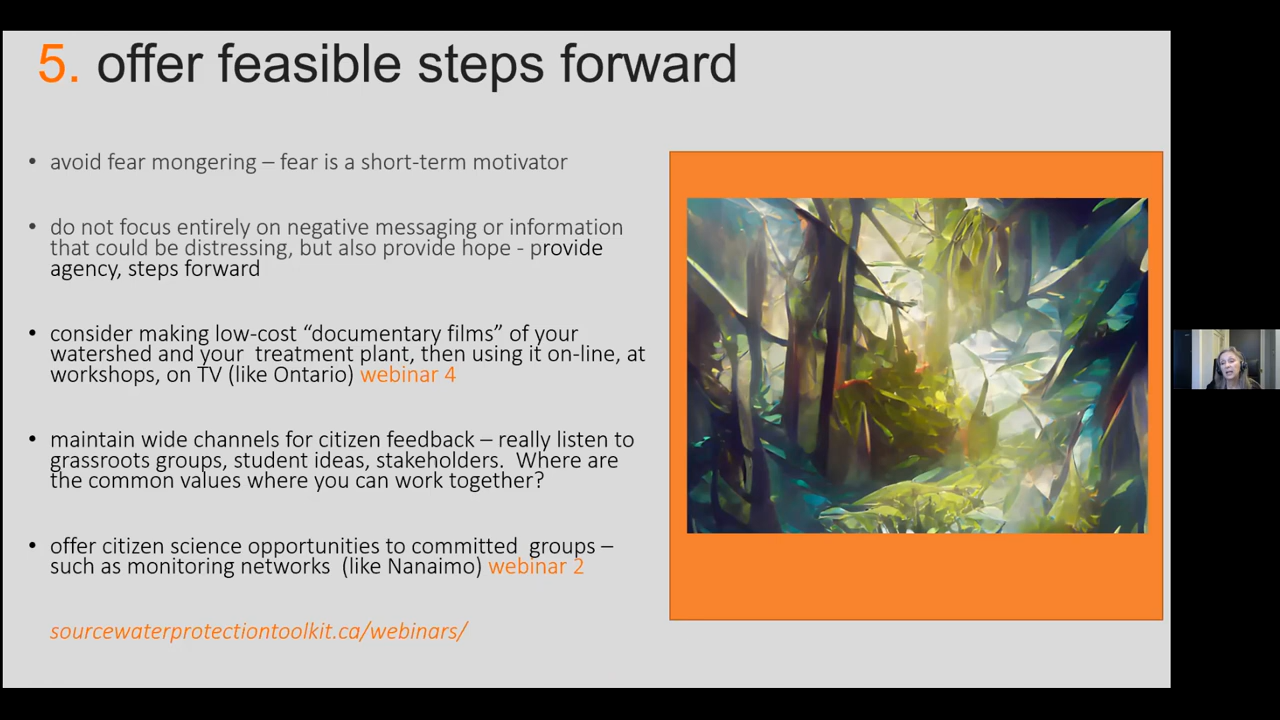 5. offer feasible steps forward
• avoid fear mongering – fear is a short-term motivator
• do not focus entirely on negative messaging or information
that could be distressing, but also provide hope - provide
agency, steps forward
• consider making low-cost “documentary films” of your
watershed and your  treatment plant, then using it on-line, at
workshops, on TV (like Ontario) webinar 4
• maintain wide channels for citizen feedback – really listen to
grassroots groups, student ideas, stakeholders.  Where are
the common values where you can work together?
• offer citizen science opportunities to committed  groups –
such as monitoring networks  (like Nanaimo) webinar 2
sourcewaterprotectiontoolkit.ca/webinars/